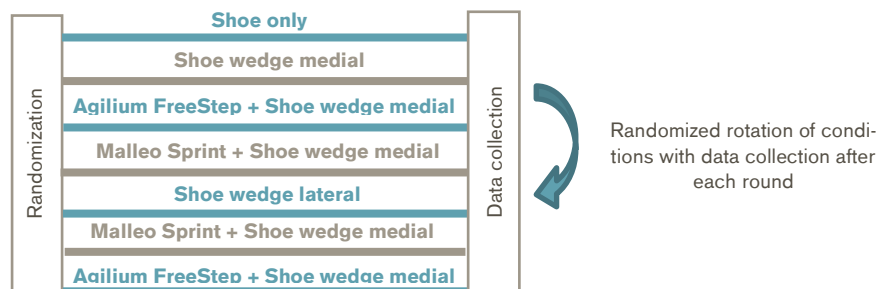 Shoe only
Shoe wedge medial
Agilium FreeStep + Shoe wedge medial
Malleo Sprint + Shoe wedge medial
Shoe wedge lateral
Malleo Sprint + Shoe wedge medial
Agilium FreeStep + Shoe wedge medial
Randomization
Data collection
Randomized rotation of condi-
tions with data collection after
each round